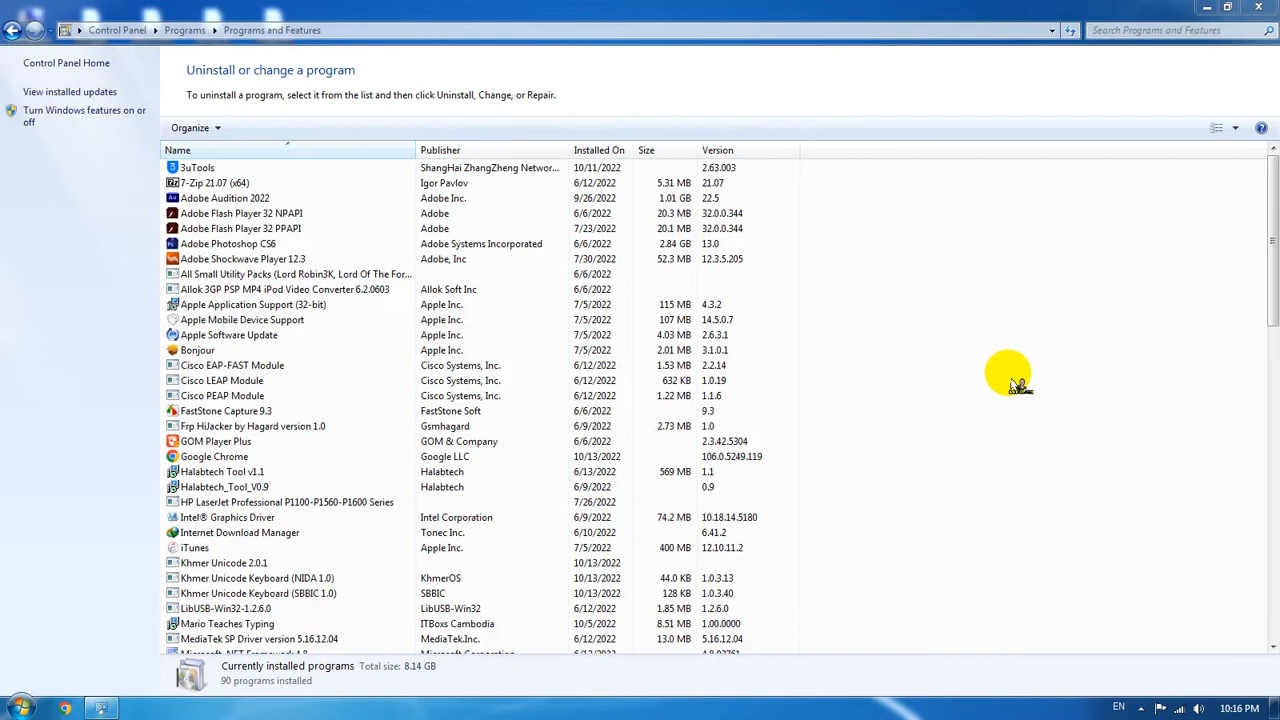 Control Panel Programs Programs and Features Search Programs and Features
Control Panel Home
View installed updates
Turn Windows features on or
off
Uninstall or change a program
To uninstall a program, select it from the list and then click Uninstall, Change, or Repair.
Organize
Name Publisher Installed On Size Version
3uTools ShangHai ZhangZheng Networ... 10/11/2022 2.63.003
7-Zip 21.07 (x64) Igor Pavlov 6/12/2022 5.31 MB 21.07
Adobe Audition 2022 Adobe Inc. 9/26/2022 1.01 GB 22.5
Adobe Flash Player 32 NPAPI Adobe 6/6/2022 20.3 MB 32.0.0.344
Adobe Flash Player 32 PPAPI Adobe 7/23/2022 20.1 MB 32.0.0.344
Adobe Photoshop CS6 Adobe Systems Incorporated 6/6/2022 2.84 GB 13.0
Adobe Shockwave Player 12.3 Adobe, Inc 7/30/2022 52.3 MB 12.3.5.205
All Small Utility Packs (Lord Robin3K, Lord Of The For... 6/6/2022
Allok 3GP PSP MP4 iPod Video Converter 6.2.0603 Allok Soft Inc 6/6/2022
Apple Application Support (32-bit) Apple Inc. 7/5/2022 115 MB 4.3.2
Apple Mobile Device Support Apple Inc. 7/5/2022 107 MB 14.5.0.7
Apple Software Update Apple Inc. 7/5/2022 4.03 MB 2.6.3.1
Bonjour Apple Inc. 7/5/2022 2.01 MB 3.1.0.1
Cisco EAP-FAST Module Cisco Systems, Inc. 6/12/2022 1.53 MB 2.2.14
Cisco LEAP Module Cisco Systems, Inc. 6/12/2022 632 KB 1.0.19
Cisco PEAP Module Cisco Systems, Inc. 6/12/2022 1.22 MB 1.1.6
FastStone Capture 9.3 FastStone Soft 6/6/2022 9.3
Frp HiJacker by Hagard version 1.0 Gsmhagard 6/9/2022 2.73 MB 1.0
GOM Player Plus GOM & Company 6/6/2022 2.3.42.5304
Google Chrome Google LLC 10/13/2022 106.0.5249.119
Halabtech Tool v1.1 Halabtech 6/13/2022 569 MB 1.1
Halabtech_Tool_V0.9 Halabtech 6/9/2022 0.9
HP LaserJet Professional P1100-P1560-P1600 Series 7/26/2022
Intel® Graphics Driver Intel Corporation 6/9/2022 74.2 MB 10.18.14.5180
Internet Download Manager Tonec Inc. 6/10/2022 6.41.2
iTunes Apple Inc. 7/5/2022 400 MB 12.10.11.2
Khmer Unicode 2.0.1 10/13/2022
Khmer Unicode Keyboard (NIDA 1.0) KhmerOS 10/13/2022 44.0 KB 1.0.3.13
Khmer Unicode Keyboard (SBBIC 1.0) SBBIC 10/13/2022 128 KB 1.0.3.40
LibUSB-Win32-1.2.6.0 LibUSB-Win32 6/12/2022 1.85 MB 1.2.6.0
Mario Teaches Typing ITBoxs Cambodia 10/5/2022 8.51 MB 1.00.0000
MediaTek SP Driver version 5.16.12.04 MediaTek.Inc. 6/12/2022 13.0 MB 5.16.12.04
Microsoft .NET Framework 4.8 Microsoft Corporation 6/12/2022 4.8.03761
Currently installed programs Total size: 8.14 GB
90 programs installed
EN 10:16 PM